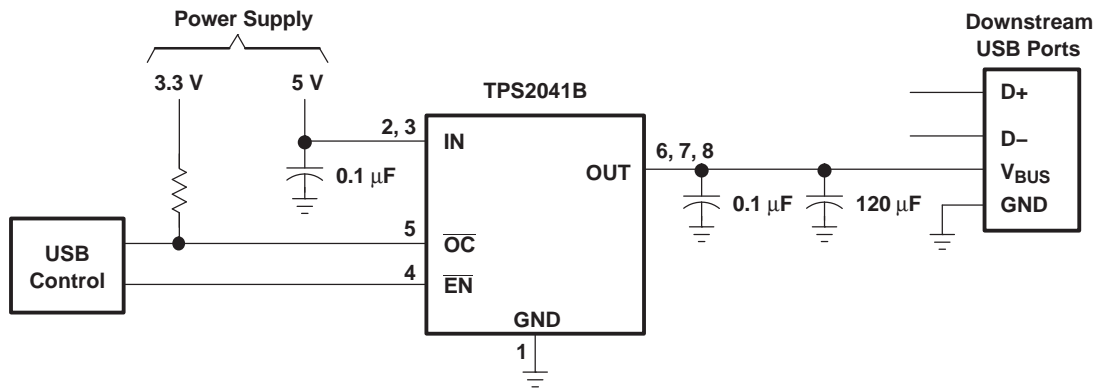 Power Supply
3.3 V
5 V
Downstream
USB Ports
TPS2041B
2, 3
IN
0.1 μF
6, 7, 8
OUT
0.1 μF
120 μF
D+
D−
VBUS
GND
USB
Control
5
OC
4
EN
GND
1